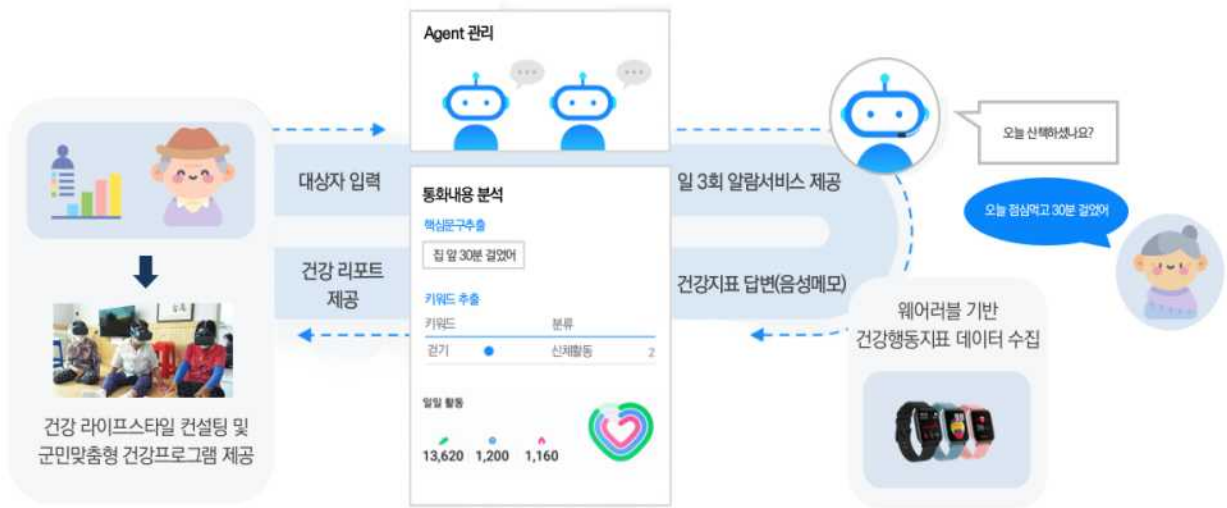 Agent 관리
대상자 입력
일 3회 알람서비스 제공
오늘 산책하셨나요?
오늘 점심먹고 30분 걸었어
통화내용 분석
핵심문구추출
집 앞 30분 걸었어
키워드 추출
키워드 분류
걷기 신체활동 2
일일 활동
13,620 1,200 1,160
건강 리포트
제공
건강지표 답변(음성메모)
웨어러블 기반
건강행동지표 데이터 수집
건강 라이프스타일 컨설팅 및
군민맞춤형 건강프로그램 제공